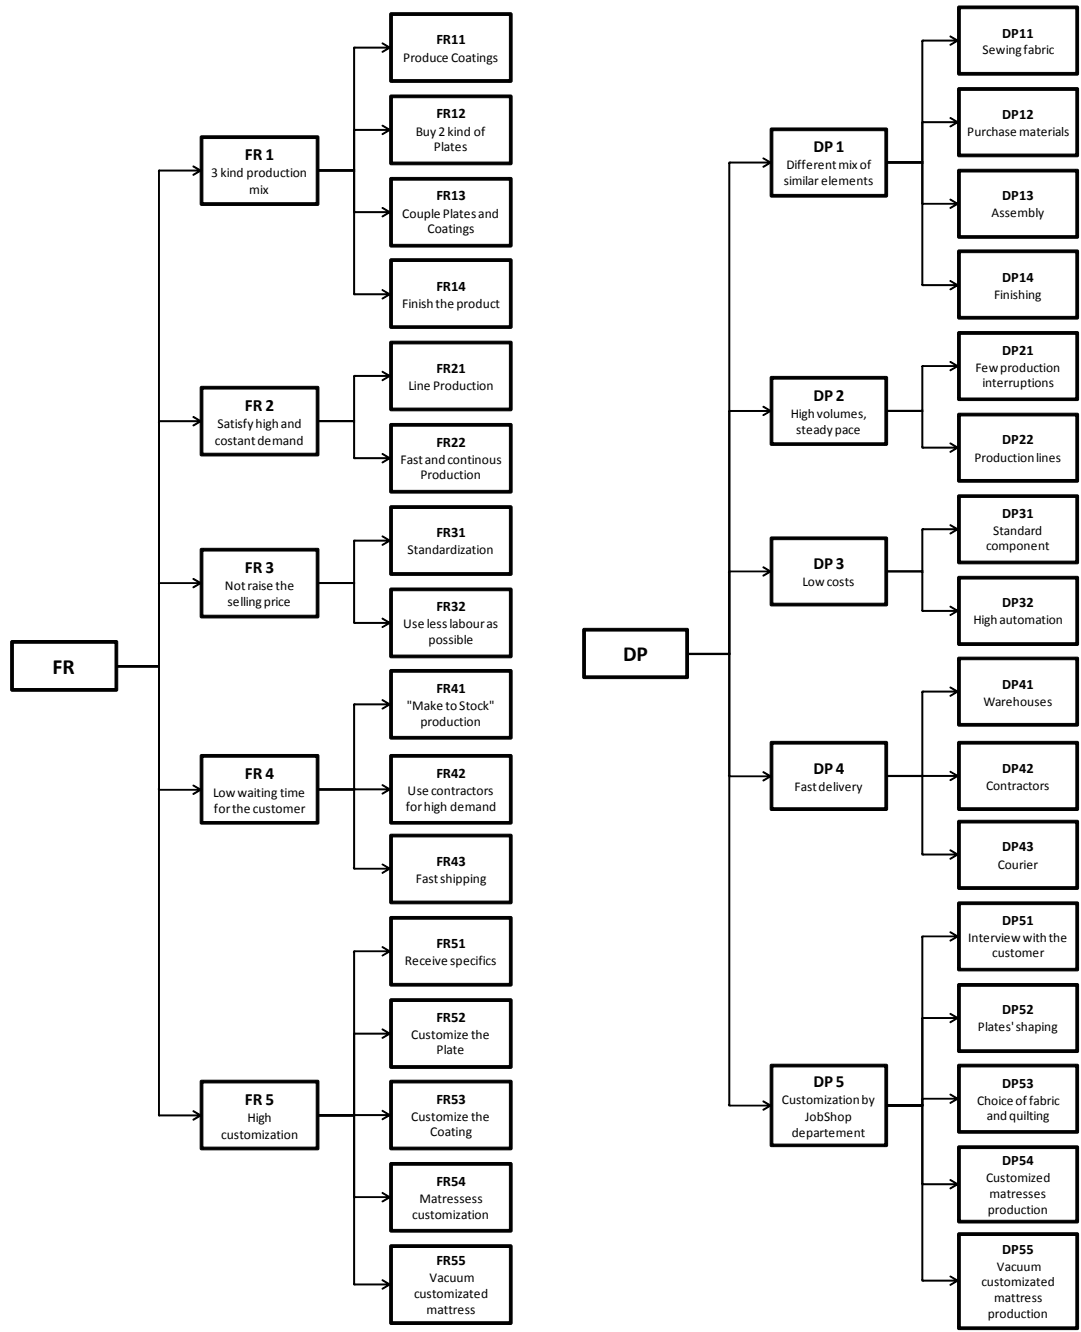 FR
FR 1
3 kind production
mix
FR11
Produce Coatings
FR12
Buy 2 kind of
Plates
FR13
Couple Plates and
Coatings
FR14
Finish the product
FR 2
Satisfy high and
costant demand
FR21
Line Production
FR22
Fast and continous
Production
FR 3
Not raise the
selling price
FR31
Standardization
FR32
Use less labour as
possible
FR 4
Low waiting time
for the customer
FR41
"Make to Stock"
production
FR42
Use contractors
for high demand
FR43
Fast shipping
FR 5
High
customization
FR51
Receive specifics
FR52
Customize the
Plate
FR53
Customize the
Coating
FR54
Matressess
customization
FR55
Vacuum
customizated
mattress
DP
DP 1
Different mix of
similar elements
DP11
Sewing fabric
DP12
Purchase materials
DP13
Assembly
DP14
Finishing
DP 2
High volumes,
steady pace
DP21
Few production
interruptions
DP22
Production lines
DP 3
Low costs
DP31
Standard
component
DP32
High automation
DP 4
Fast delivery
DP41
Warehouses
DP42
Contractors
DP43
Courier
DP 5
Customization by
JobShop
departement
DP51
Interview with the
customer
DP52
Plates' shaping
DP53
Choice of fabric
and quilting
DP54
Customized
matresses
production
DP55
Vacuum
customizated
mattress
production